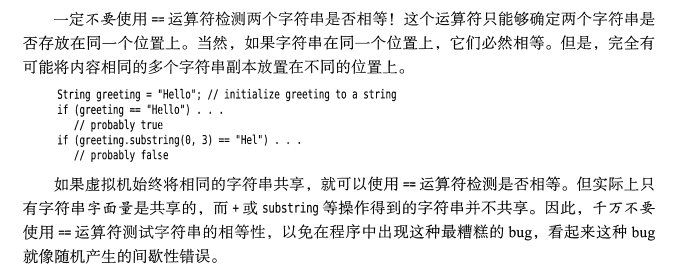 一定不要使用 == 运算符检测两个字符串是否相等！这个运算符只能够确定两个字符串是
否存放在同一个位置上。当然，如果字符串在同一个位置上，它们必然相等。但是，完全有
可能将内容相同的多个字符串副本放置在不同的位置上。
String greeting = "Hello"; // initialize greeting to a string
if (greeting == "Hello") . . .
// probably true
if (greeting.substring(0, 3) == "Hel") . . .
// probably false
如果虚拟机始终将相同的字符串共享，就可以使用 == 运算符检测是否相等。但实际上只
有字符串字面量是共享的，而 + 或 substring 等操作得到的字符串并不共享。因此，千万不要
使用 == 运算符测试字符串的相等性，以免在程序中出现这种最糟糕的 bug，看起来这种 bug
就像随机产生的间歇性错误。